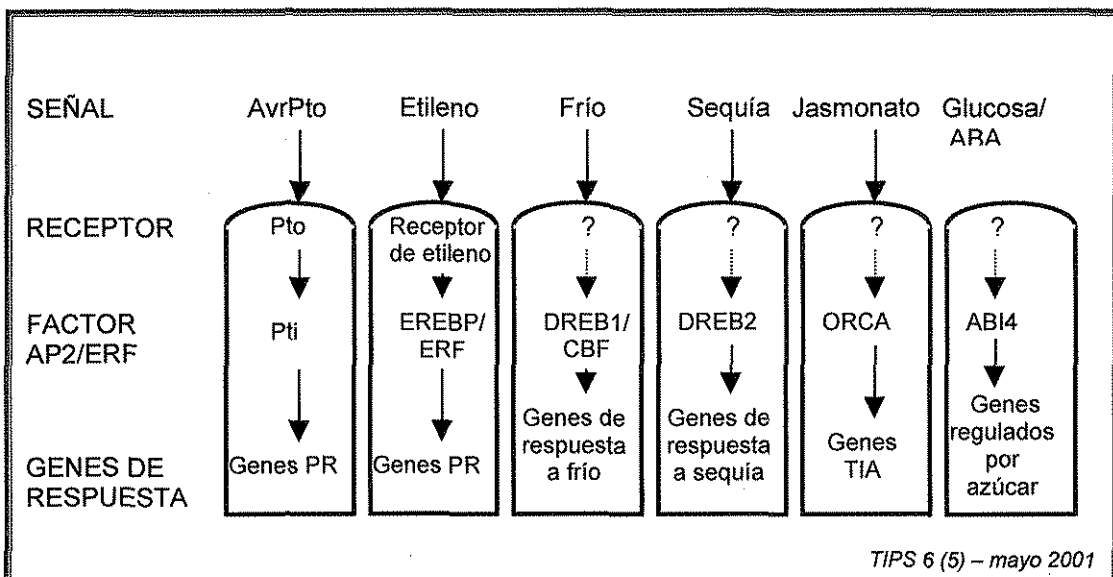 SEÑAL AvrPto Etileno Frío Sequía Jasmonato Glucosa/
ABA
RECEPTOR Pto Receptor ? ? ? ?
de etileno
FACTOR Pti EREBP/ DREB1/ DREB2 ORCA ABI4
AP2/ERF ERF CBF
GENES DE Genes PR Genes PR Genes de Genes de Genes Genes
RESPUESTA respuesta respuesta TIA regulados
a frío a sequía por
azúcar
TIPS 6 (5) – mayo 2001